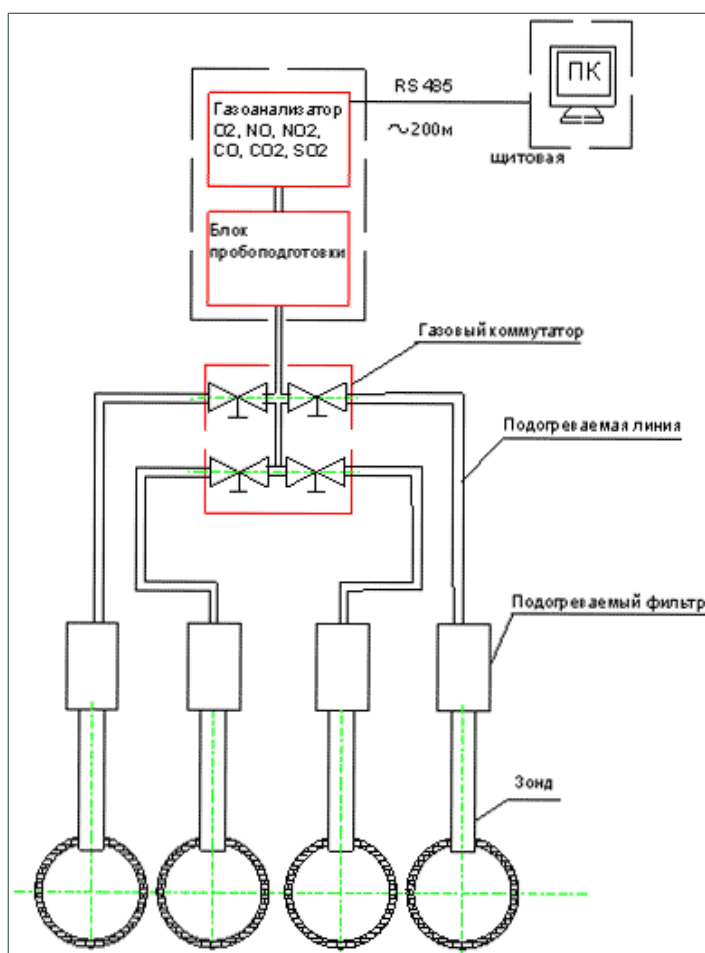 ПК
RS 485
~200м
щитовая
Газоанализатор
O2, NO, NO2,
CO, CO2, SO2
Блок
пробоподготовки
Газовый коммутатор
Подогреваемая линия
Подогреваемый фильтр
Зонд